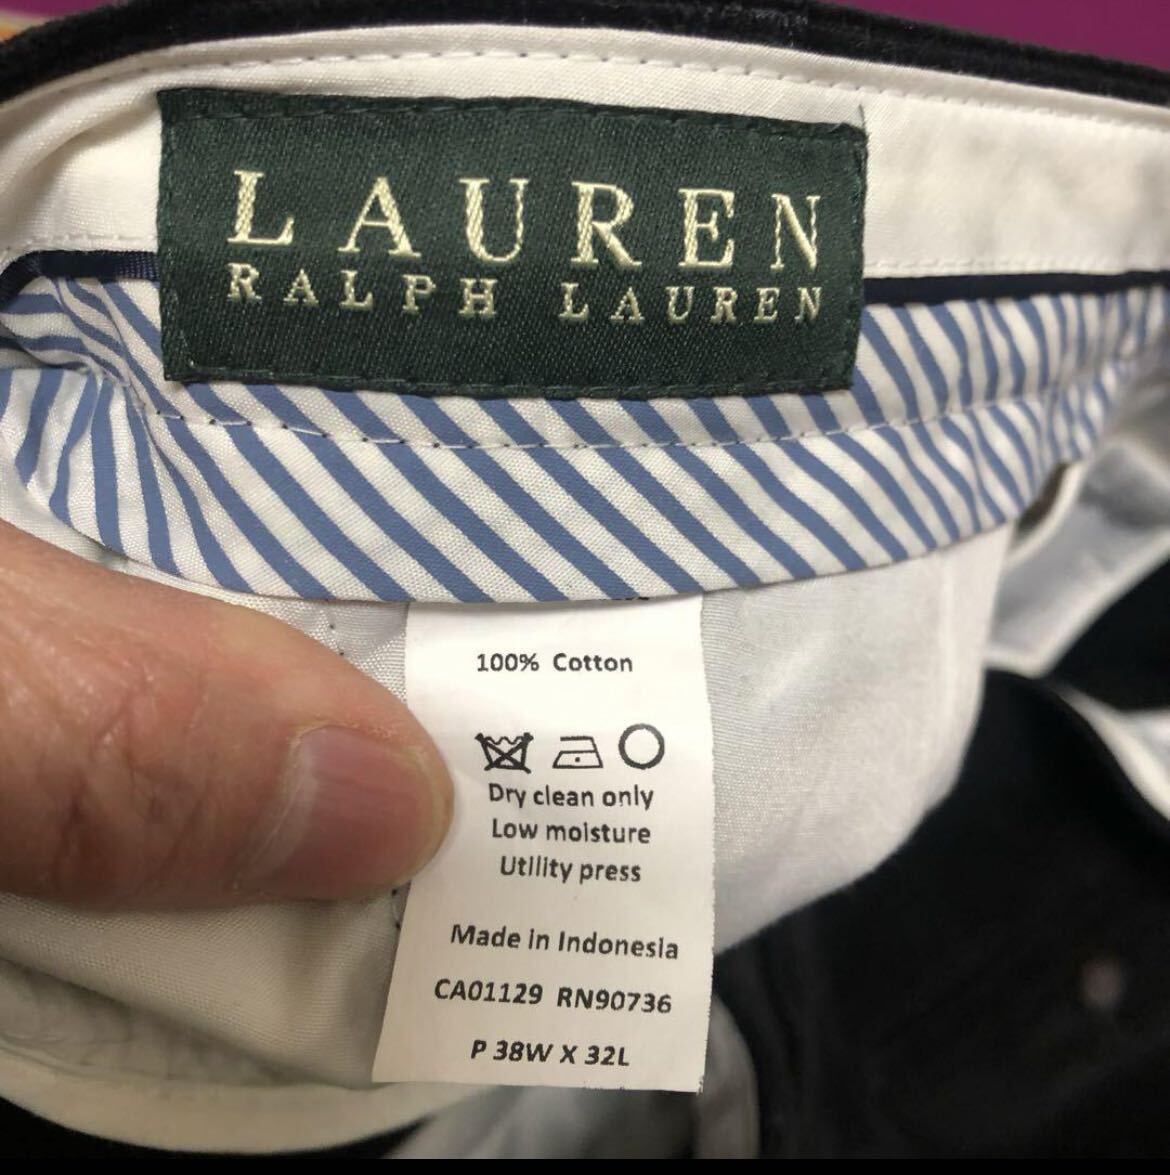 LAUREN
RALPH LAUREN
100% Cotton
Dry clean only
Low moisture
Utility press
Made in Indonesia
CA01129 RN90736
P 38W X 32L